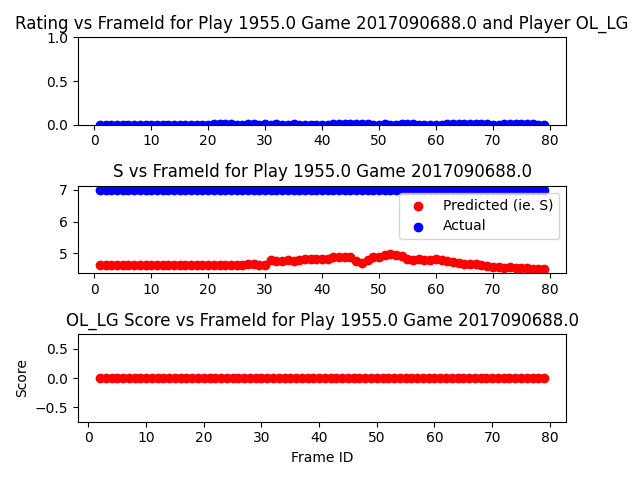 Rating vs FrameId for Play 1955.0 Game 2017090688.0 and Player OL_LG
1.0
0.5
0.0
0 10 20 30 40 50 60 70 80
S vs FrameId for Play 1955.0 Game 2017090688.0
7
6
5
Predicted (ie. S)
Actual
0 10 20 30 40 50 60 70 80
OL_LG Score vs FrameId for Play 1955.0 Game 2017090688.0
Score
0.5
0.0
−0.5
0 10 20 30 40 50 60 70 80
Frame ID